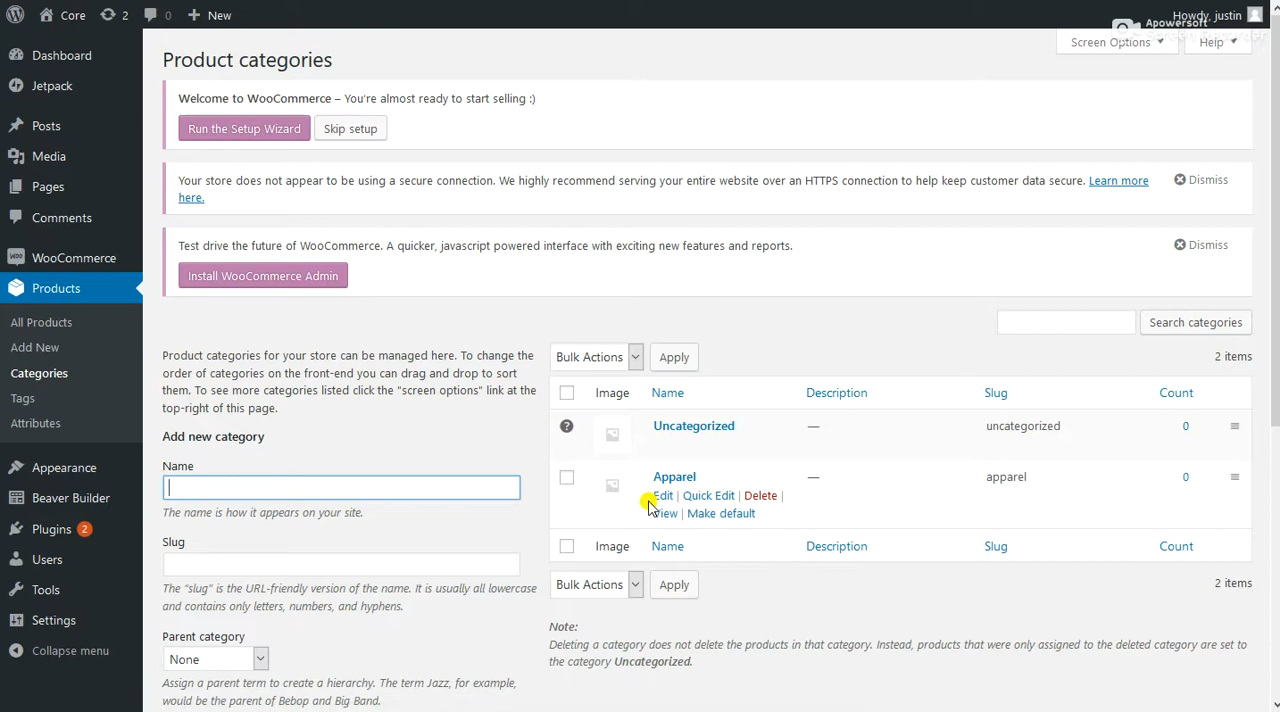 Core 2 0 New Howdy, justin
Apowersoft
Screen Recorder
Screen Options Help
Dashboard
Jetpack
Posts
Media
Pages
Comments
WooCommerce
Products
All Products
Add New
Categories
Tags
Attributes
Appearance
Beaver Builder
Plugins 2
Users
Tools
Settings
Collapse menu
Product categories
Welcome to WooCommerce – You're almost ready to start selling :)
Run the Setup Wizard Skip setup
Your store does not appear to be using a secure connection. We highly recommend serving your entire website over an HTTPS connection to help keep customer data secure. Learn more
here.
Dismiss
Test drive the future of WooCommerce. A quicker, javascript powered interface with exciting new features and reports.
Dismiss
Install WooCommerce Admin
Search categories
Product categories for your store can be managed here. To change the
order of categories on the front-end you can drag and drop to sort
them. To see more categories listed click the "screen options" link at the
top-right of this page.
Add new category
Name
The name is how it appears on your site.
Slug
The “slug” is the URL-friendly version of the name. It is usually all lowercase
and contains only letters, numbers, and hyphens.
Parent category
None
Assign a parent term to create a hierarchy. The term Jazz, for example,
would be the parent of Bebop and Big Band.
Bulk Actions Apply 2 items
Image Name Description Slug Count
Uncategorized — uncategorized 0
Apparel — apparel 0
Edit | Quick Edit | Delete |
View | Make default
Image Name Description Slug Count
Bulk Actions Apply 2 items
Note:
Deleting a category does not delete the products in that category. Instead, products that were only assigned to the deleted category are set to
the category Uncategorized.